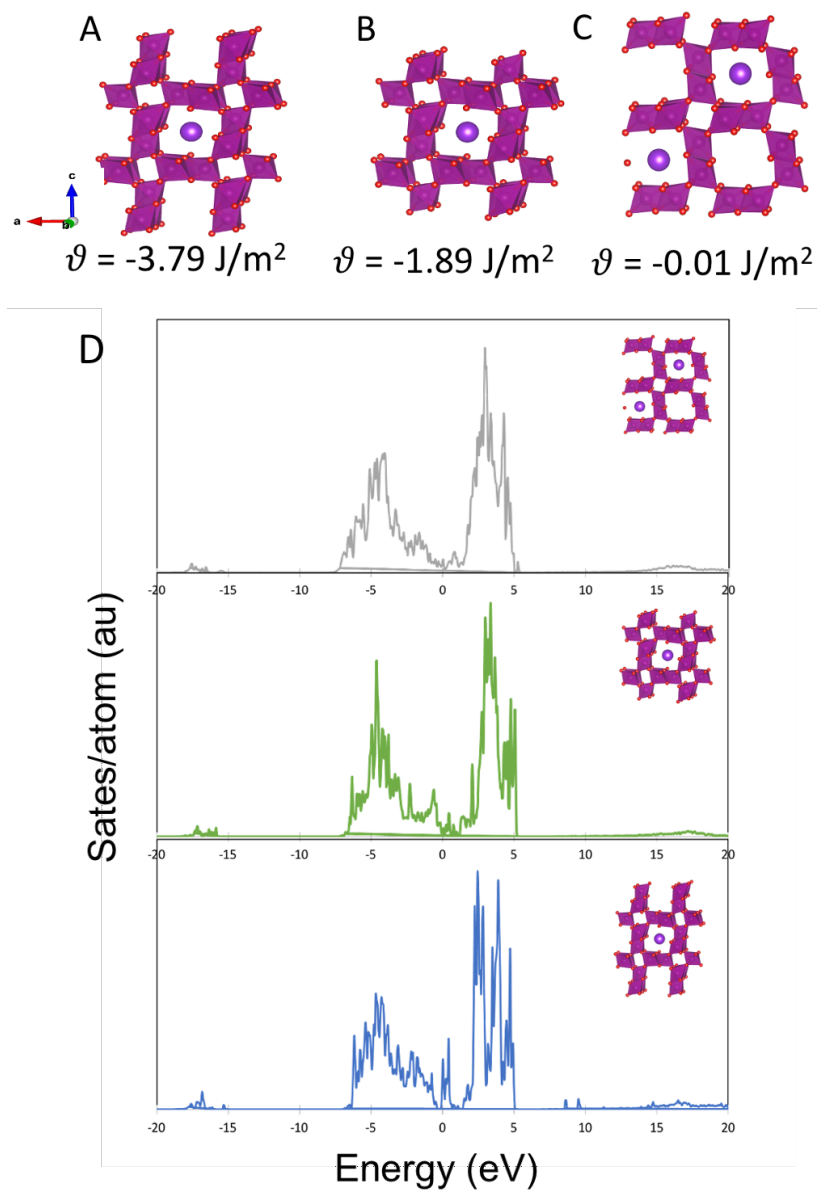 A
B
C
c
a
b
𝜗 = -3.79 J/m²
𝜗 = -1.89 J/m²
𝜗 = -0.01 J/m²
D
-20 -15 -10 -5 0 5 10 15 20
-20 -15 -10 -5 0 5 10 15 20
-20 -15 -10 -5 0 5 10 15 20
Sates/atom (au)
Energy (eV)